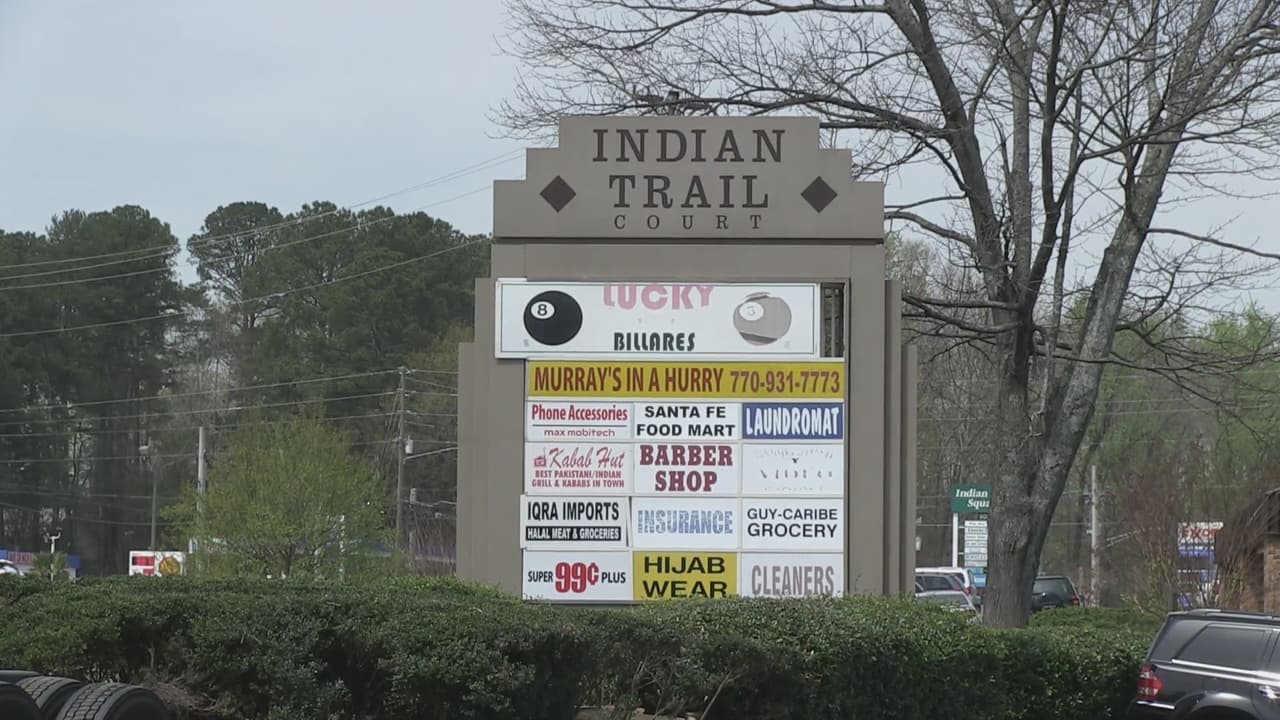 INDIAN
TRAIL
COURT
8
LUCKY
3
BILLARES
MURRAY'S IN A HURRY 770-931-7773
Phone Accessories
max mobitech
SANTA FE
FOOD MART
LAUNDROMAT
Kabab Hut
BEST PAKISTANI/INDIAN
GRILL & KABABS IN TOWN
BARBER
SHOP
IQRA IMPORTS
HALAL MEAT & GROCERIES
INSURANCE
GUY-CARIBE
GROCERY
SUPER 99¢ PLUS
HIJAB
WEAR
CLEANERS
Indian